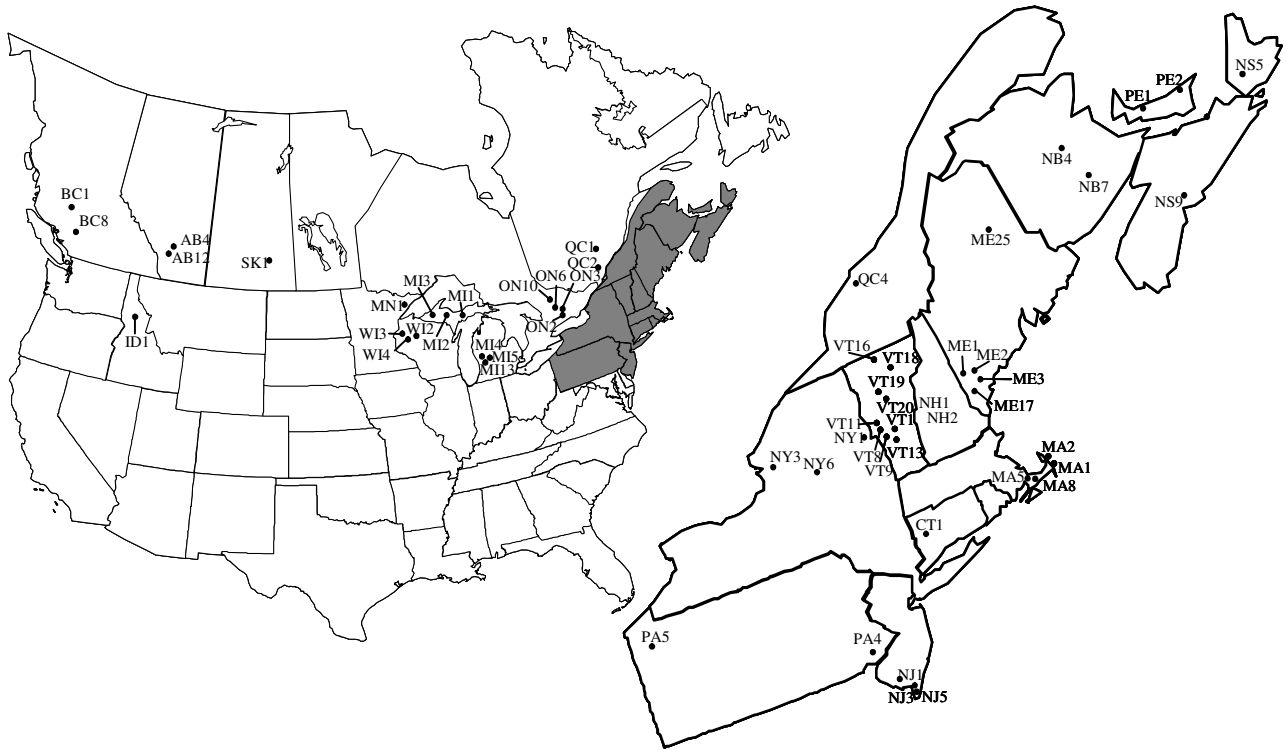 BC1
BC8
AB4
AB12
SK1
ID1
MN1
MI3
MI1
WI3
WI2
WI4
MI2
MI4
MI5
MI13
QC1
QC2
ON6
ON3
ON10
ON2
PE2
PE1
NS5
NB4
NB7
NS9
ME25
QC4
VT16
VT18
ME1
ME2
ME3
VT19
VT20
NH1
NH2
ME17
VT11
VT1
NY1
VT8
VT13
VT9
NY3
NY6
MA2
MA1
MA5
MA8
CT1
PA5
PA4
NJ1
NJ3
NJ5